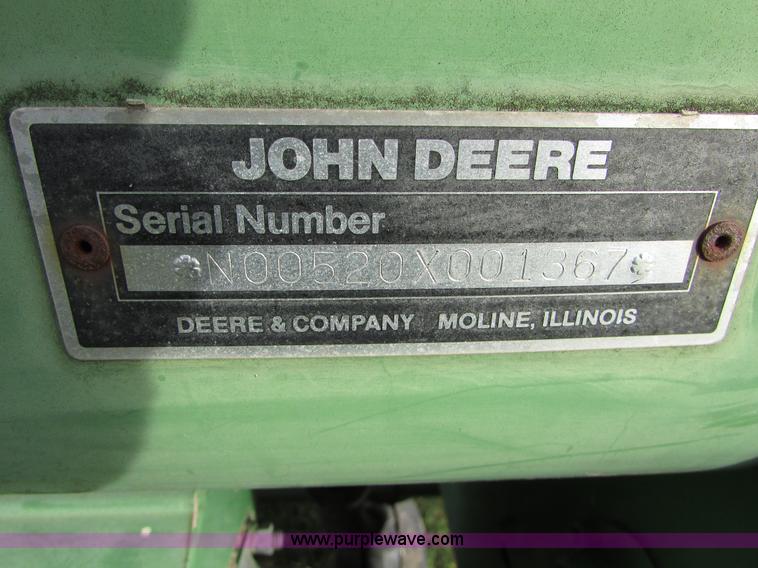 JOHN DEERE
Serial Number
*N00520X001367*
DEERE & COMPANY MOLINE, ILLINOIS
www.purplewave.com